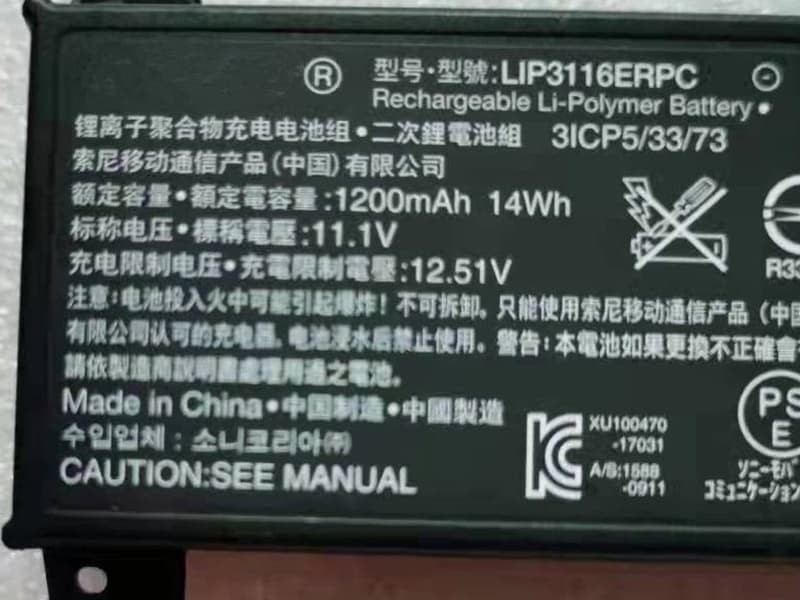 ® 型号•型號:LIP3116ERPC
Rechargeable Li-Polymer Battery
锂离子聚合物充电电池组•二次鋰電池組 3ICP5/33/73
索尼移动通信产品(中国)有限公司
额定容量•額定電容量:1200mAh 14Wh
标称电压•標稱電壓:11.1V
充电限制电压•充電限制電壓:12.51V
R33
注意:电池投入火中可能引起爆炸! 不可拆卸。只能使用索尼移动通信产品(中国
有限公司认可的充电器。电池浸水后禁止使用。警告:本電池如果更換不正確會
請依製造商說明書處理用過之電池。
Made in China•中国制造•中國製造
수입업체 : 소니코리아㈜
CAUTION:SEE MANUAL
XU100470
-17031
A/S:1588
-0911
PS
E
ソニーモバ
コミュニケーション